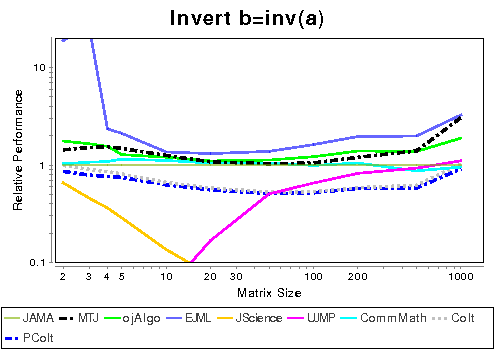 Invert b=inv(a)
Relative Performance
10
1
0.1
2 3 4 5 10 20 30 100 200 1000
Matrix Size
JAMA MTJ ojAlgo EJML JScience UJMP CommMath Colt
PColt